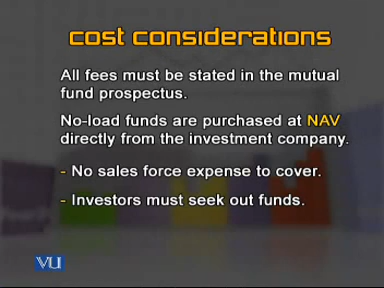 cost considerations
All fees must be stated in the mutual
fund prospectus.
No-load funds are purchased at NAV
directly from the investment company.
- No sales force expense to cover.
- Investors must seek out funds.
VU